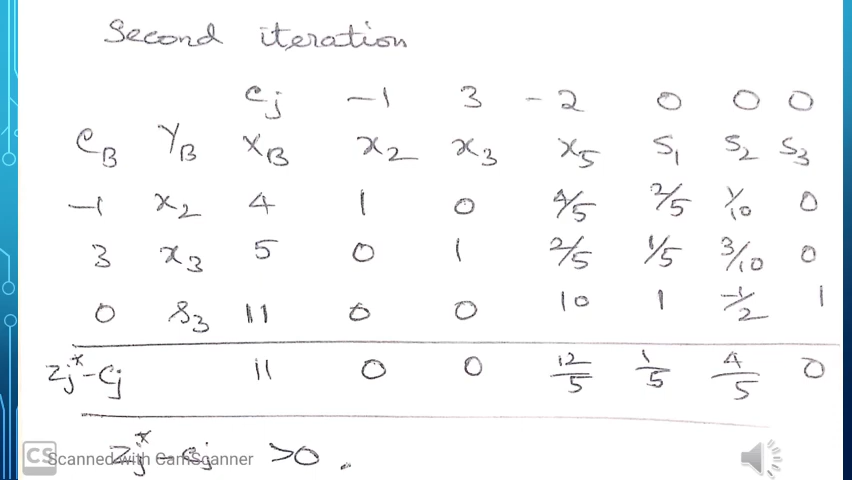 Second iteration
Cj -1 3 -2 0 0 0
CB YB XB x2 x3 x5 S1 S2 S3
-1 x2 4 1 0 4/5 2/5 1/10 0
3 x3 5 0 1 2/5 1/5 3/10 0
0 S3 11 0 0 10 1 -1/2 1
Zj*-Cj 11 0 0 12/5 1/5 4/5 0
Zj*-Cj >0.
CS Scanned with CamScanner